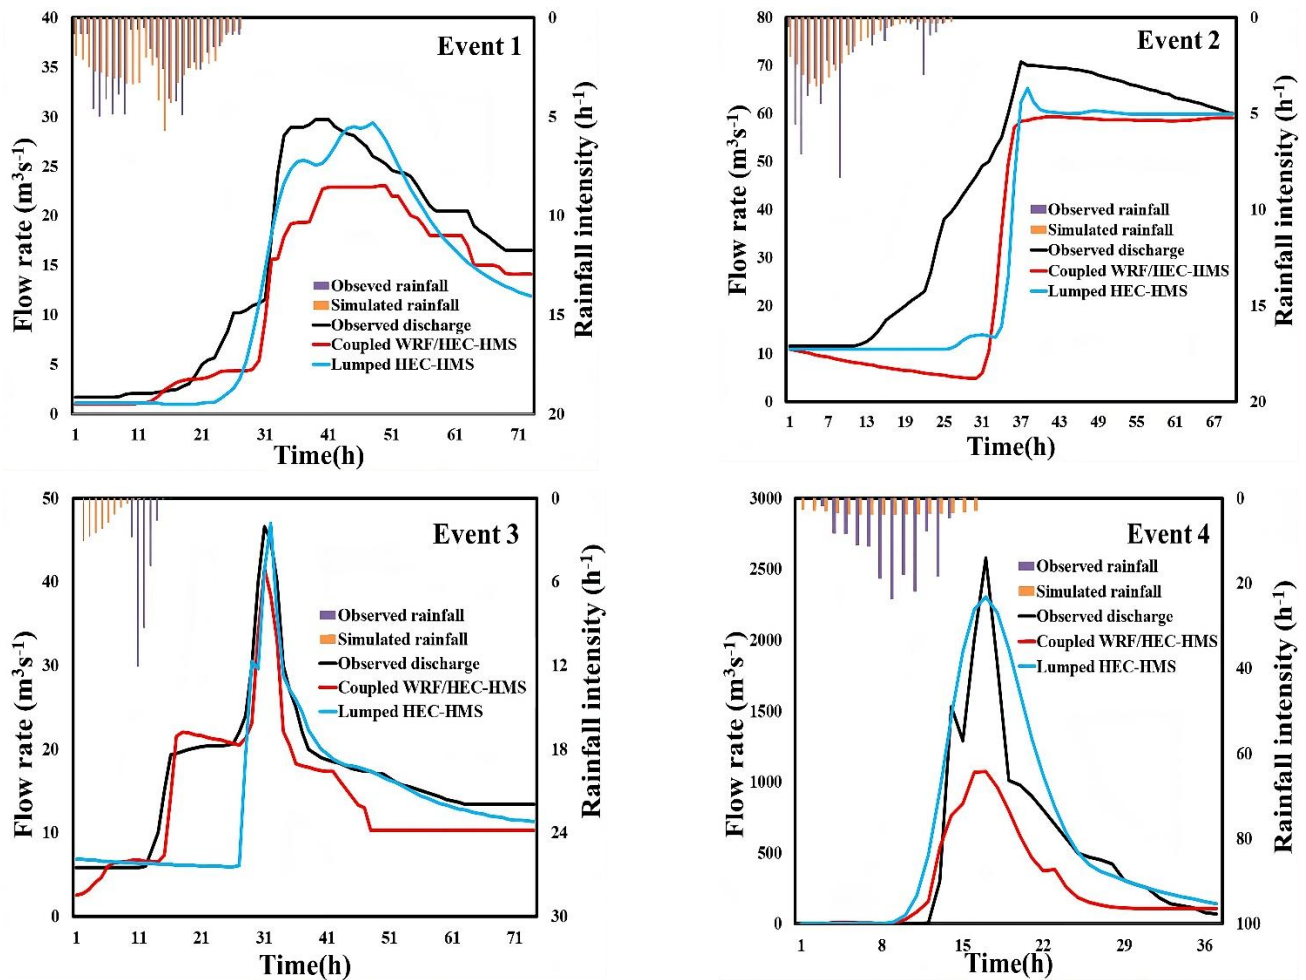 Event 1
40
35
30
25
20
15
10
5
0
Flow rate (m³s⁻¹)
0
5
10
15
20
Rainfall intensity (h⁻¹)
Obseved rainfall
Simulated rainfall
Observed discharge
Coupled WRF/HEC-HMS
Lumped HEC-HMS
1 11 21 31 41 51 61 71
Time(h)
Event 2
80
70
60
50
40
30
20
10
0
Flow rate (m³s⁻¹)
0
5
10
15
20
Rainfall intensity (h⁻¹)
Observed rainfall
Simulated rainfall
Observed discharge
Coupled WRF/HEC-HMS
Lumped HEC-HMS
1 7 13 19 25 31 37 43 49 55 61 67
Time(h)
Event 3
50
40
30
20
10
0
Flow rate (m³s⁻¹)
0
6
12
18
24
30
Rainfall intensity (h⁻¹)
Observed rainfall
Simulated rainfall
Observed discharge
Coupled WRF/HEC-HMS
Lumped HEC-HMS
1 11 21 31 41 51 61 71
Time(h)
Event 4
3000
2500
2000
1500
1000
500
0
Flow rate (m³s⁻¹)
0
20
40
60
80
100
Rainfall intensity (h⁻¹)
Observed rainfall
Simulated rainfall
Observed discharge
Coupled WRF/HEC-HMS
Lumped HEC-HMS
1 8 15 22 29 36
Time(h)